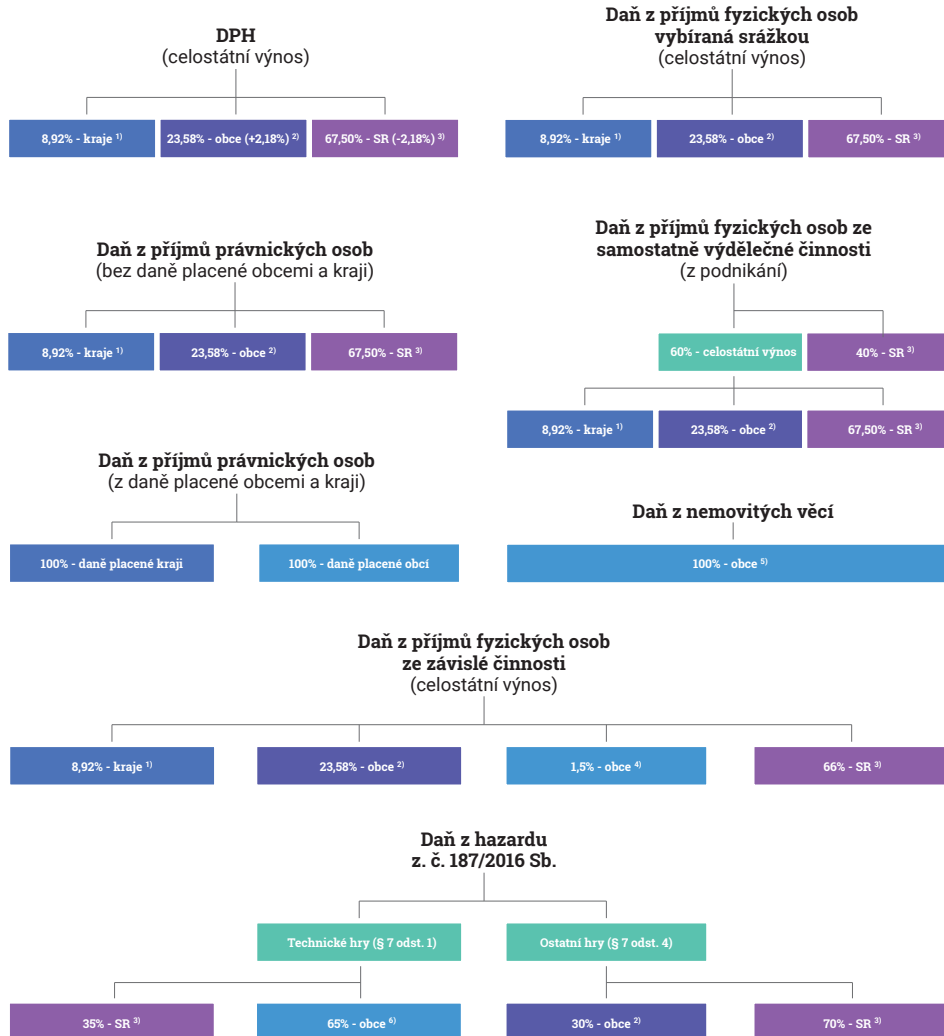 DPH
(celostátní výnos)
8,92% - kraje ¹⁾
23,58% - obce (+2,18%) ²⁾
67,50% - SR (-2,18%) ³⁾
Daň z příjmů fyzických osob
vybíraná srážkou
(celostátní výnos)
8,92% - kraje ¹⁾
23,58% - obce ²⁾
67,50% - SR ³⁾
Daň z příjmů právnických osob
(bez daně placené obcemi a kraji)
8,92% - kraje ¹⁾
23,58% - obce ²⁾
67,50% - SR ³⁾
Daň z příjmů fyzických osob ze
samostatně výdělečné činnosti
(z podnikání)
60% - celostátní výnos
40% - SR ³⁾
8,92% - kraje ¹⁾
23,58% - obce ²⁾
67,50% - SR ³⁾
Daň z příjmů právnických osob
(z daně placené obcemi a kraji)
100% - daně placené kraji
100% - daně placené obcí
Daň z nemovitých věcí
100% - obce ⁵⁾
Daň z příjmů fyzických osob
ze závislé činnosti
(celostátní výnos)
8,92% - kraje ¹⁾
23,58% - obce ²⁾
1,5% - obce ⁴⁾
66% - SR ³⁾
Daň z hazardu
z. č. 187/2016 Sb.
Technické hry (§ 7 odst. 1)
Ostatní hry (§ 7 odst. 4)
35% - SR ³⁾
65% - obce ⁶⁾
30% - obce ²⁾
70% - SR ³⁾